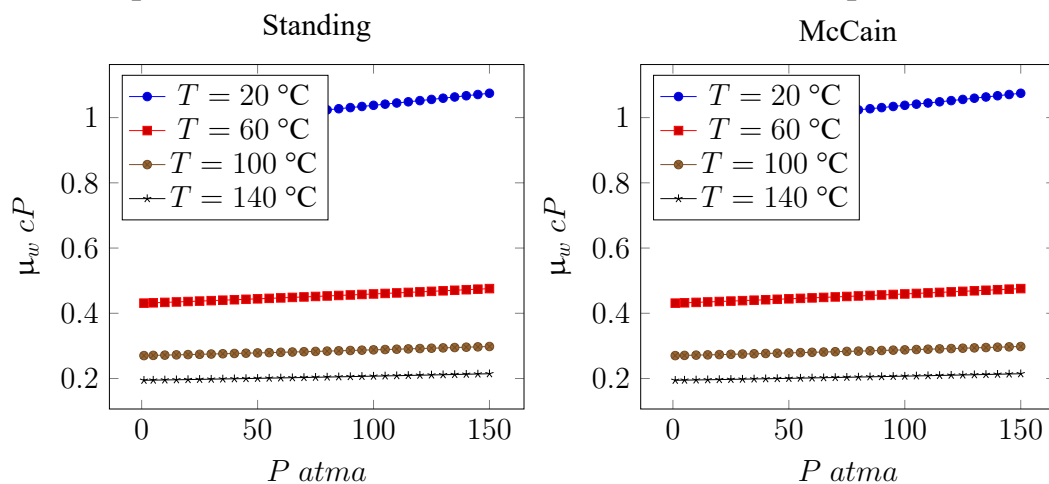 Standing
McCain
T = 20 °C
T = 60 °C
T = 100 °C
T = 140 °C
1
0.8
0.6
0.4
0.2
μw cP
0 50 100 150
P atma
T = 20 °C
T = 60 °C
T = 100 °C
T = 140 °C
1
0.8
0.6
0.4
0.2
μw cP
0 50 100 150
P atma